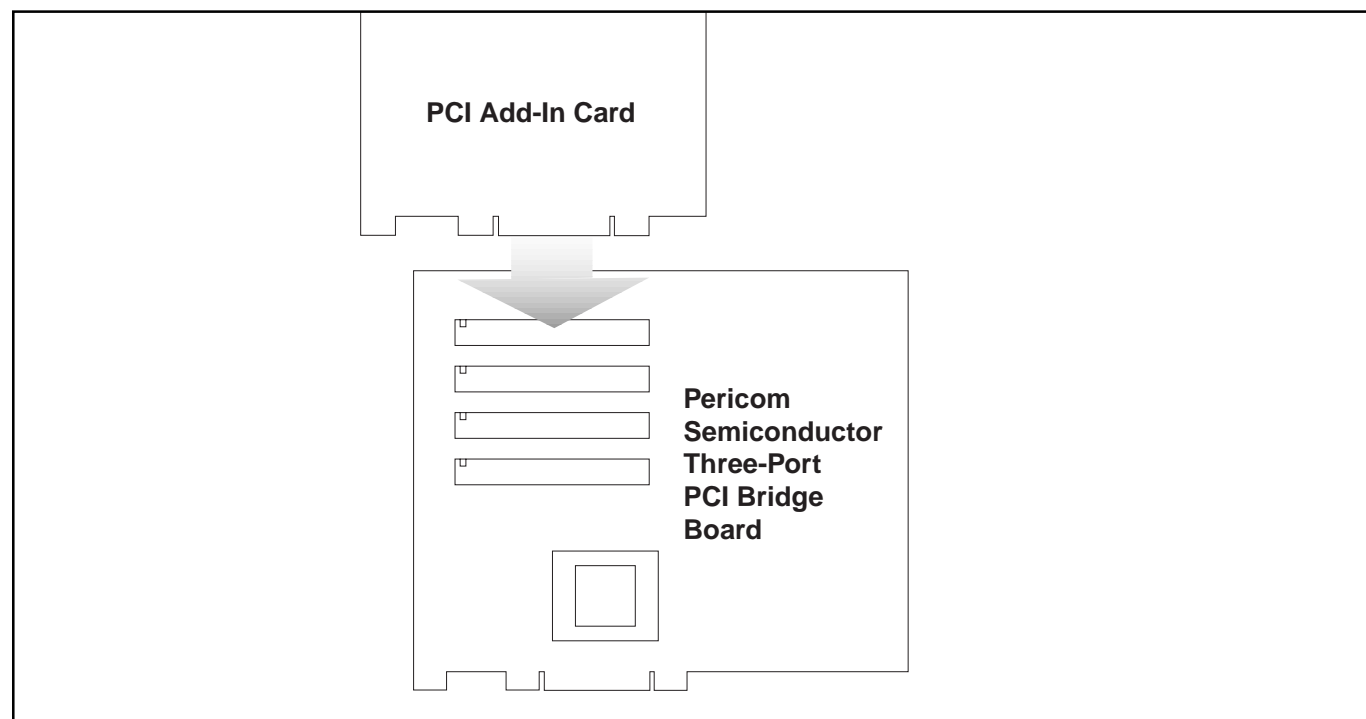 PCI Add-In Card
Pericom
Semiconductor
Three-Port
PCI Bridge
Board